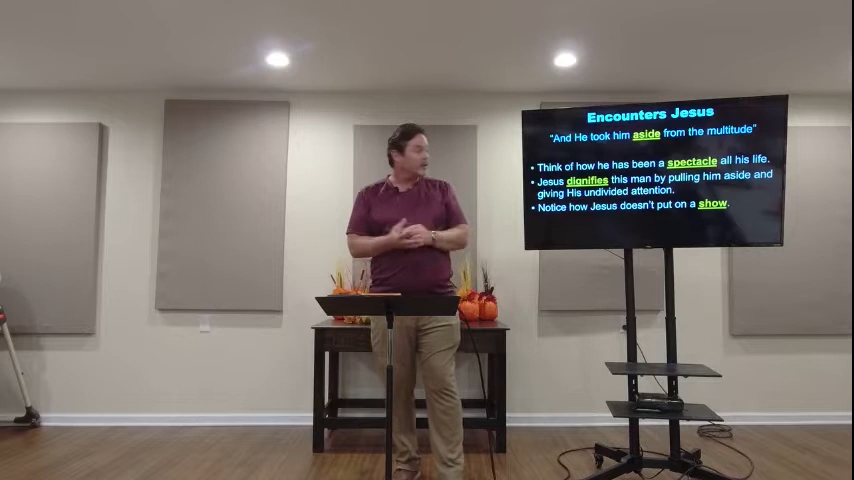 Encounters Jesus
"And He took him aside from the multitude"
• Think of how he has been a spectacle all his life.
• Jesus dignifies this man by pulling him aside and
giving His undivided attention.
• Notice how Jesus doesn't put on a show.